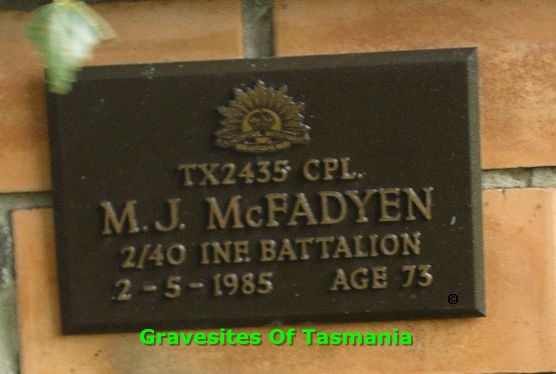 TX2435 CPL.
M. J. McFADYEN
2/40 INF. BATTALION
2 - 5 - 1985 AGE 73
©
Gravesites Of Tasmania